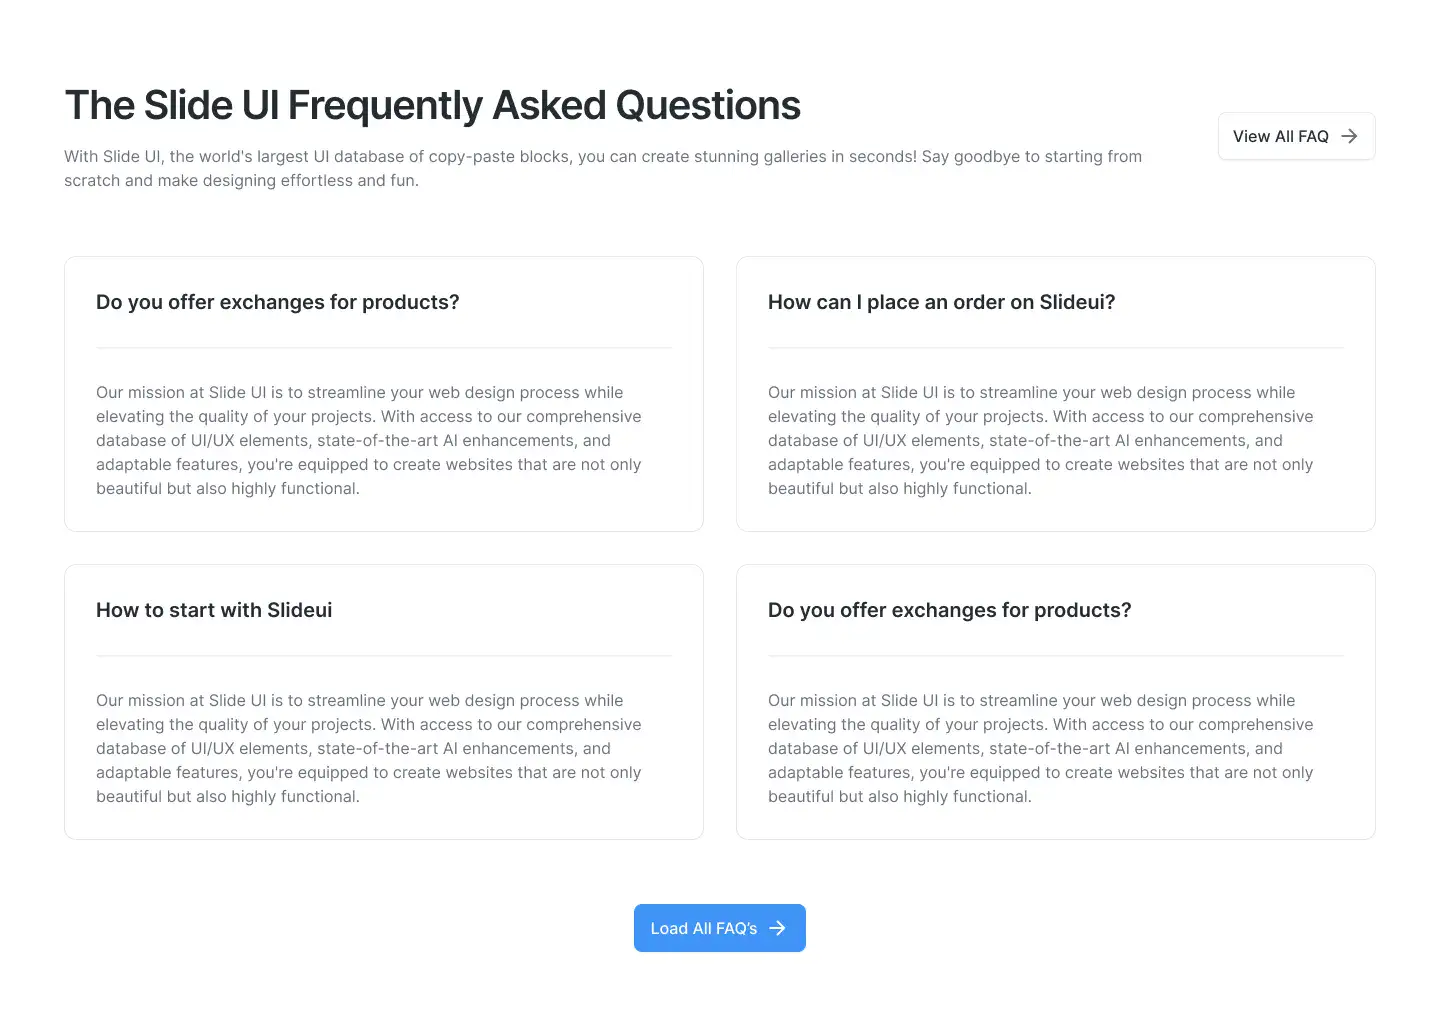 The Slide UI Frequently Asked Questions
With Slide UI, the world's largest UI database of copy-paste blocks, you can create stunning galleries in seconds! Say goodbye to starting from
scratch and make designing effortless and fun.
View All FAQ
Do you offer exchanges for products?
Our mission at Slide UI is to streamline your web design process while
elevating the quality of your projects. With access to our comprehensive
database of UI/UX elements, state-of-the-art AI enhancements, and
adaptable features, you're equipped to create websites that are not only
beautiful but also highly functional.
How can I place an order on Slideui?
Our mission at Slide UI is to streamline your web design process while
elevating the quality of your projects. With access to our comprehensive
database of UI/UX elements, state-of-the-art AI enhancements, and
adaptable features, you're equipped to create websites that are not only
beautiful but also highly functional.
How to start with Slideui
Our mission at Slide UI is to streamline your web design process while
elevating the quality of your projects. With access to our comprehensive
database of UI/UX elements, state-of-the-art AI enhancements, and
adaptable features, you're equipped to create websites that are not only
beautiful but also highly functional.
Do you offer exchanges for products?
Our mission at Slide UI is to streamline your web design process while
elevating the quality of your projects. With access to our comprehensive
database of UI/UX elements, state-of-the-art AI enhancements, and
adaptable features, you're equipped to create websites that are not only
beautiful but also highly functional.
Load All FAQ’s